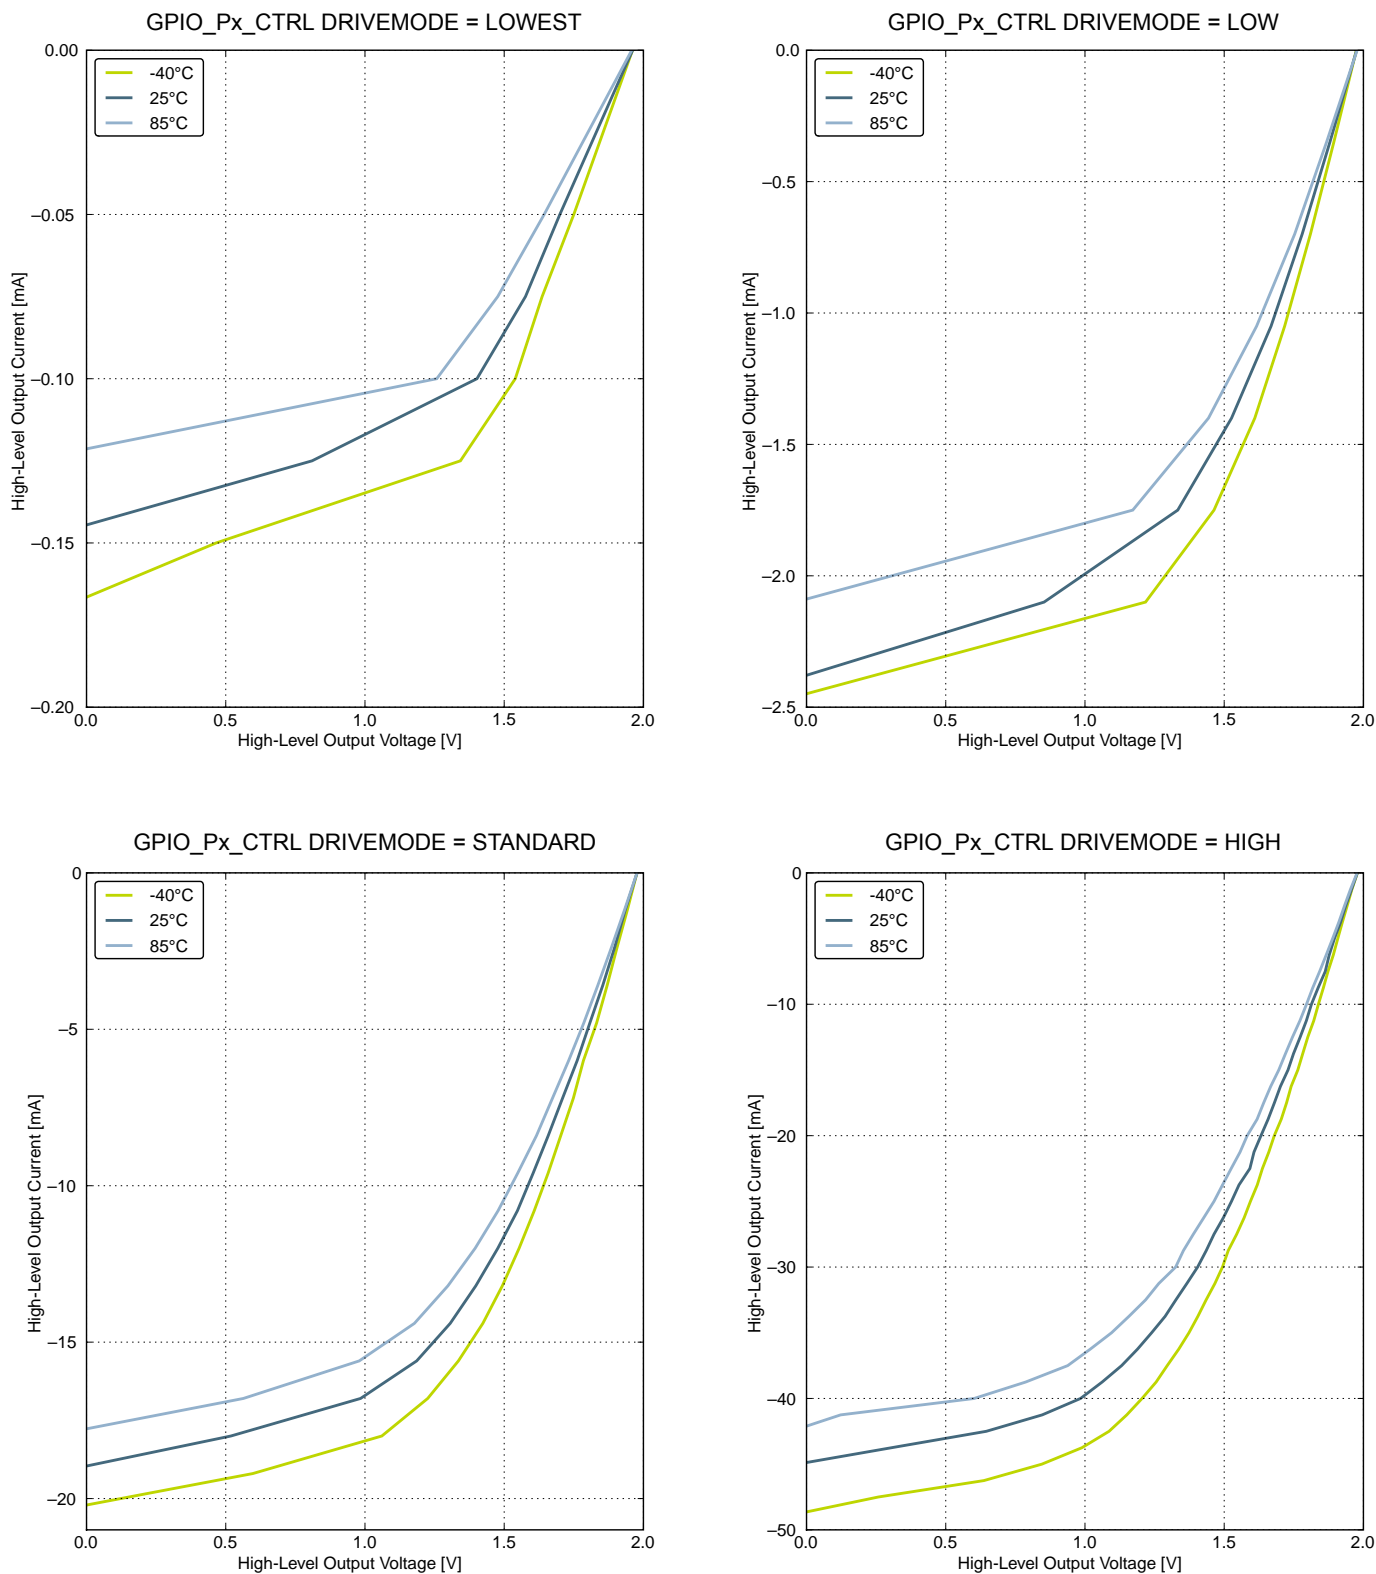 GPIO_Px_CTRL DRIVEMODE = LOWEST
0.00
−0.05
−0.10
−0.15
−0.20
High-Level Output Current [mA]
-40°C
25°C
85°C
0.0 0.5 1.0 1.5 2.0
High-Level Output Voltage [V]
GPIO_Px_CTRL DRIVEMODE = LOW
0.0
−0.5
−1.0
−1.5
−2.0
−2.5
High-Level Output Current [mA]
-40°C
25°C
85°C
0.0 0.5 1.0 1.5 2.0
High-Level Output Voltage [V]
GPIO_Px_CTRL DRIVEMODE = STANDARD
0
−5
−10
−15
−20
High-Level Output Current [mA]
-40°C
25°C
85°C
0.0 0.5 1.0 1.5 2.0
High-Level Output Voltage [V]
GPIO_Px_CTRL DRIVEMODE = HIGH
0
−10
−20
−30
−40
−50
High-Level Output Current [mA]
-40°C
25°C
85°C
0.0 0.5 1.0 1.5 2.0
High-Level Output Voltage [V]